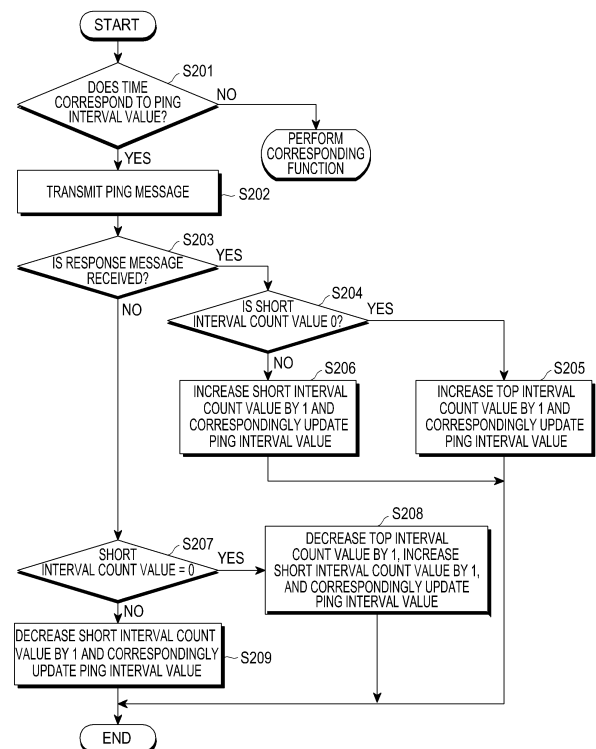 START
S201
DOES TIME
CORRESPOND TO PING
INTERVAL VALUE?
NO
PERFORM
CORRESPONDING
FUNCTION
YES
TRANSMIT PING MESSAGE
S202
S203
IS RESPONSE MESSAGE
RECEIVED?
YES
NO
S204
IS SHORT
INTERVAL COUNT VALUE 0?
YES
NO
S206
INCREASE SHORT INTERVAL
COUNT VALUE BY 1 AND
CORRESPONDINGLY UPDATE
PING INTERVAL VALUE
S205
INCREASE TOP INTERVAL
COUNT VALUE BY 1 AND
CORRESPONDINGLY UPDATE
PING INTERVAL VALUE
S207
SHORT
INTERVAL COUNT VALUE = 0
YES
NO
S208
DECREASE TOP INTERVAL
COUNT VALUE BY 1, INCREASE
SHORT INTERVAL COUNT VALUE BY 1,
AND CORRESPONDINGLY UPDATE
PING INTERVAL VALUE
DECREASE SHORT INTERVAL COUNT
VALUE BY 1 AND CORRESPONDINGLY
UPDATE PING INTERVAL VALUE
S209
END